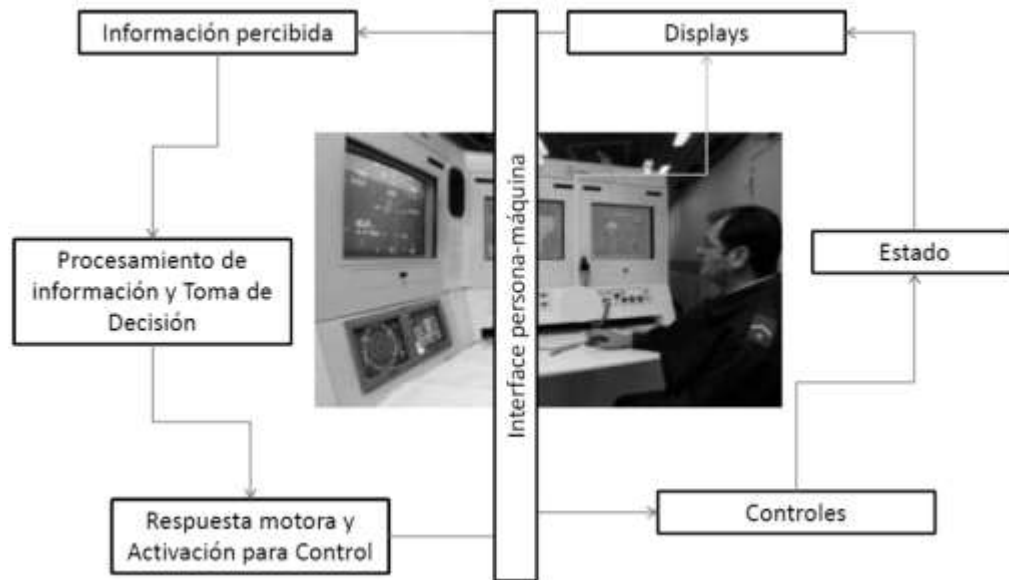 Información percibida
Displays
Interface persona-máquina
Procesamiento de
información y Toma de
Decisión
Estado
Respuesta motora y
Activación para Control
Controles